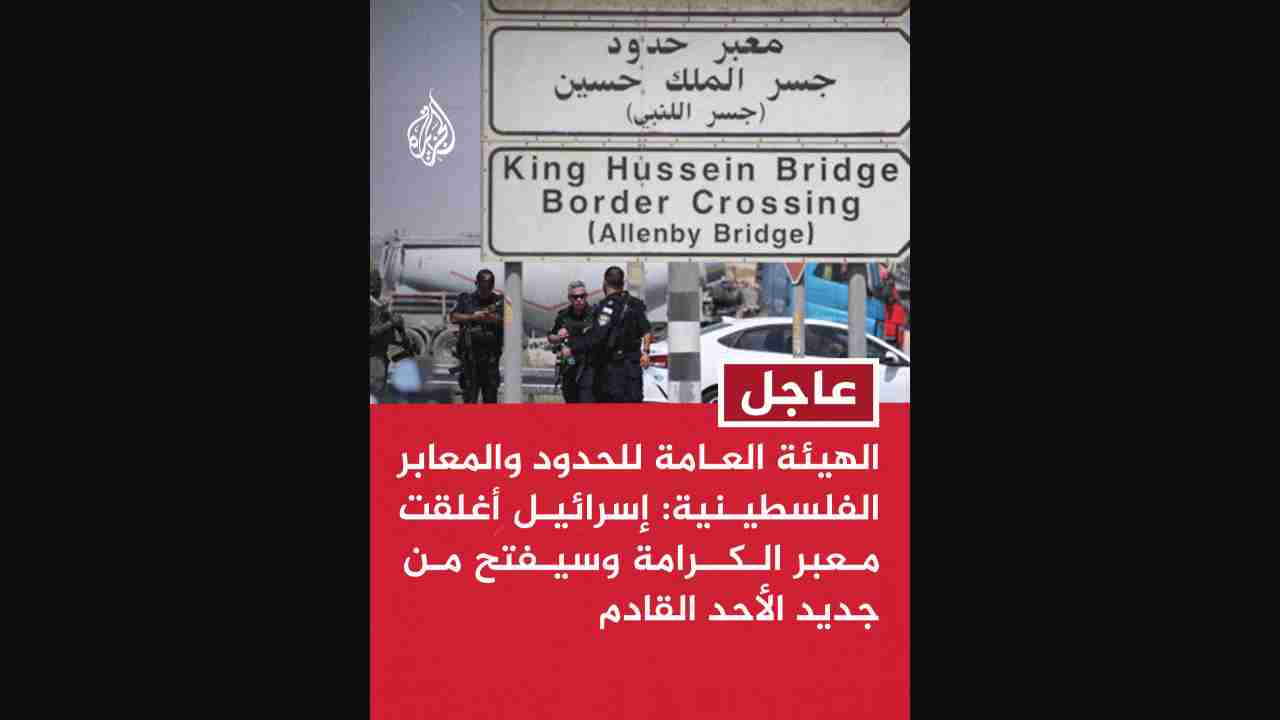 معبر حدود
جسر الملك حسين
(جسر اللنبي)
King Hussein Bridge
Border Crossing
(Allenby Bridge)
الجزيرة
عاجل
الهيئة العامة للحدود والمعابر
الفلسطينية: إسرائيل أغلقت
معبر الكرامة وسيفتح من
جديد الأحد القادم